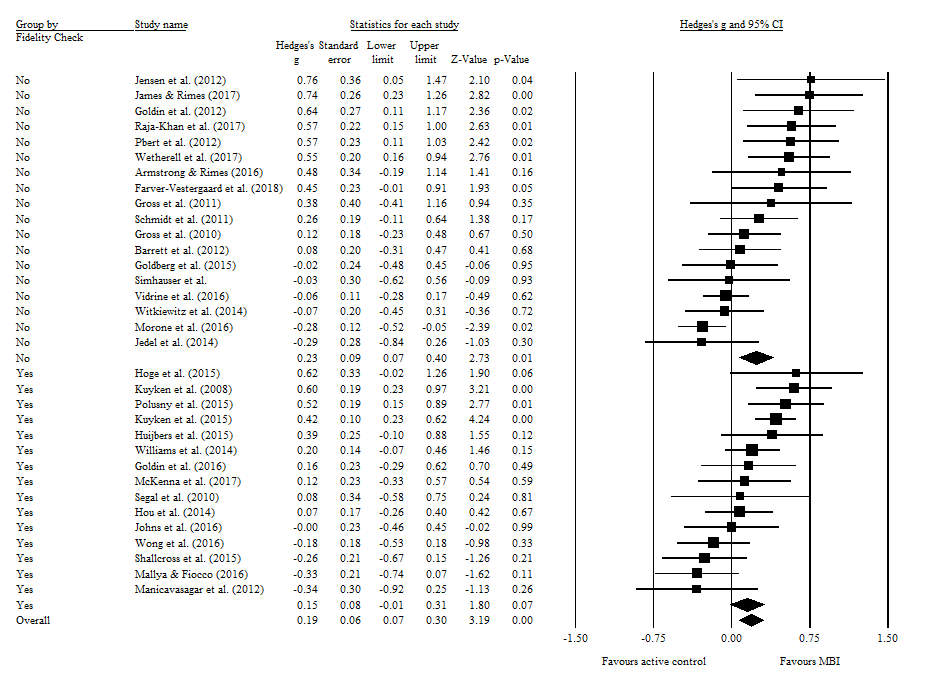 Group by Study name Statistics for each study Hedges's g and 95% CI
Fidelity Check
Hedges's Standard Lower Upper
g error limit limit Z-Value p-Value
No Jensen et al. (2012) 0.76 0.36 0.05 1.47 2.10 0.04
No James & Rimes (2017) 0.74 0.26 0.23 1.26 2.82 0.00
No Goldin et al. (2012) 0.64 0.27 0.11 1.17 2.36 0.02
No Raja-Khan et al. (2017) 0.57 0.22 0.15 1.00 2.63 0.01
No Pbert et al. (2012) 0.57 0.23 0.11 1.03 2.42 0.02
No Wetherell et al. (2017) 0.55 0.20 0.16 0.94 2.76 0.01
No Armstrong & Rimes (2016) 0.48 0.34 -0.19 1.14 1.41 0.16
No Farver-Vestergaard et al. (2018) 0.45 0.23 -0.01 0.91 1.93 0.05
No Gross et al. (2011) 0.38 0.40 -0.41 1.16 0.94 0.35
No Schmidt et al. (2011) 0.26 0.19 -0.11 0.64 1.38 0.17
No Gross et al. (2010) 0.12 0.18 -0.23 0.48 0.67 0.50
No Barrett et al. (2012) 0.08 0.20 -0.31 0.47 0.41 0.68
No Goldberg et al. (2015) -0.02 0.24 -0.48 0.45 -0.06 0.95
No Simhauser et al. -0.03 0.30 -0.62 0.56 -0.09 0.93
No Vidrine et al. (2016) -0.06 0.11 -0.28 0.17 -0.49 0.62
No Witkiewitz et al. (2014) -0.07 0.20 -0.45 0.31 -0.36 0.72
No Morone et al. (2016) -0.28 0.12 -0.52 -0.05 -2.39 0.02
No Jedel et al. (2014) -0.29 0.28 -0.84 0.26 -1.03 0.30
No 0.23 0.09 0.07 0.40 2.73 0.01
Yes Hoge et al. (2015) 0.62 0.33 -0.02 1.26 1.90 0.06
Yes Kuyken et al. (2008) 0.60 0.19 0.23 0.97 3.21 0.00
Yes Polusny et al. (2015) 0.52 0.19 0.15 0.89 2.77 0.01
Yes Kuyken et al. (2015) 0.42 0.10 0.23 0.62 4.24 0.00
Yes Huijbers et al. (2015) 0.39 0.25 -0.10 0.88 1.55 0.12
Yes Williams et al. (2014) 0.20 0.14 -0.07 0.46 1.46 0.15
Yes Goldin et al. (2016) 0.16 0.23 -0.29 0.62 0.70 0.49
Yes McKenna et al. (2017) 0.12 0.23 -0.33 0.57 0.54 0.59
Yes Segal et al. (2010) 0.08 0.34 -0.58 0.75 0.24 0.81
Yes Hou et al. (2014) 0.07 0.17 -0.26 0.40 0.42 0.67
Yes Johns et al. (2016) -0.00 0.23 -0.46 0.45 -0.02 0.99
Yes Wong et al. (2016) -0.18 0.18 -0.53 0.18 -0.98 0.33
Yes Shallcross et al. (2015) -0.26 0.21 -0.67 0.15 -1.26 0.21
Yes Mallya & Fiocco (2016) -0.33 0.21 -0.74 0.07 -1.62 0.11
Yes Manicavasagar et al. (2012) -0.34 0.30 -0.92 0.25 -1.13 0.26
Yes 0.15 0.08 -0.01 0.31 1.80 0.07
Overall 0.19 0.06 0.07 0.30 3.19 0.00
-1.50 -0.75 0.00 0.75 1.50
Favours active control Favours MBI